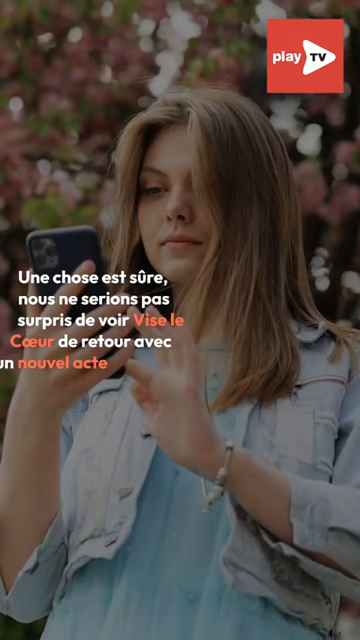 play TV
Une chose est sûre,
nous ne serions pas
surpris de voir Vise le
Cœur de retour avec
un nouvel acte